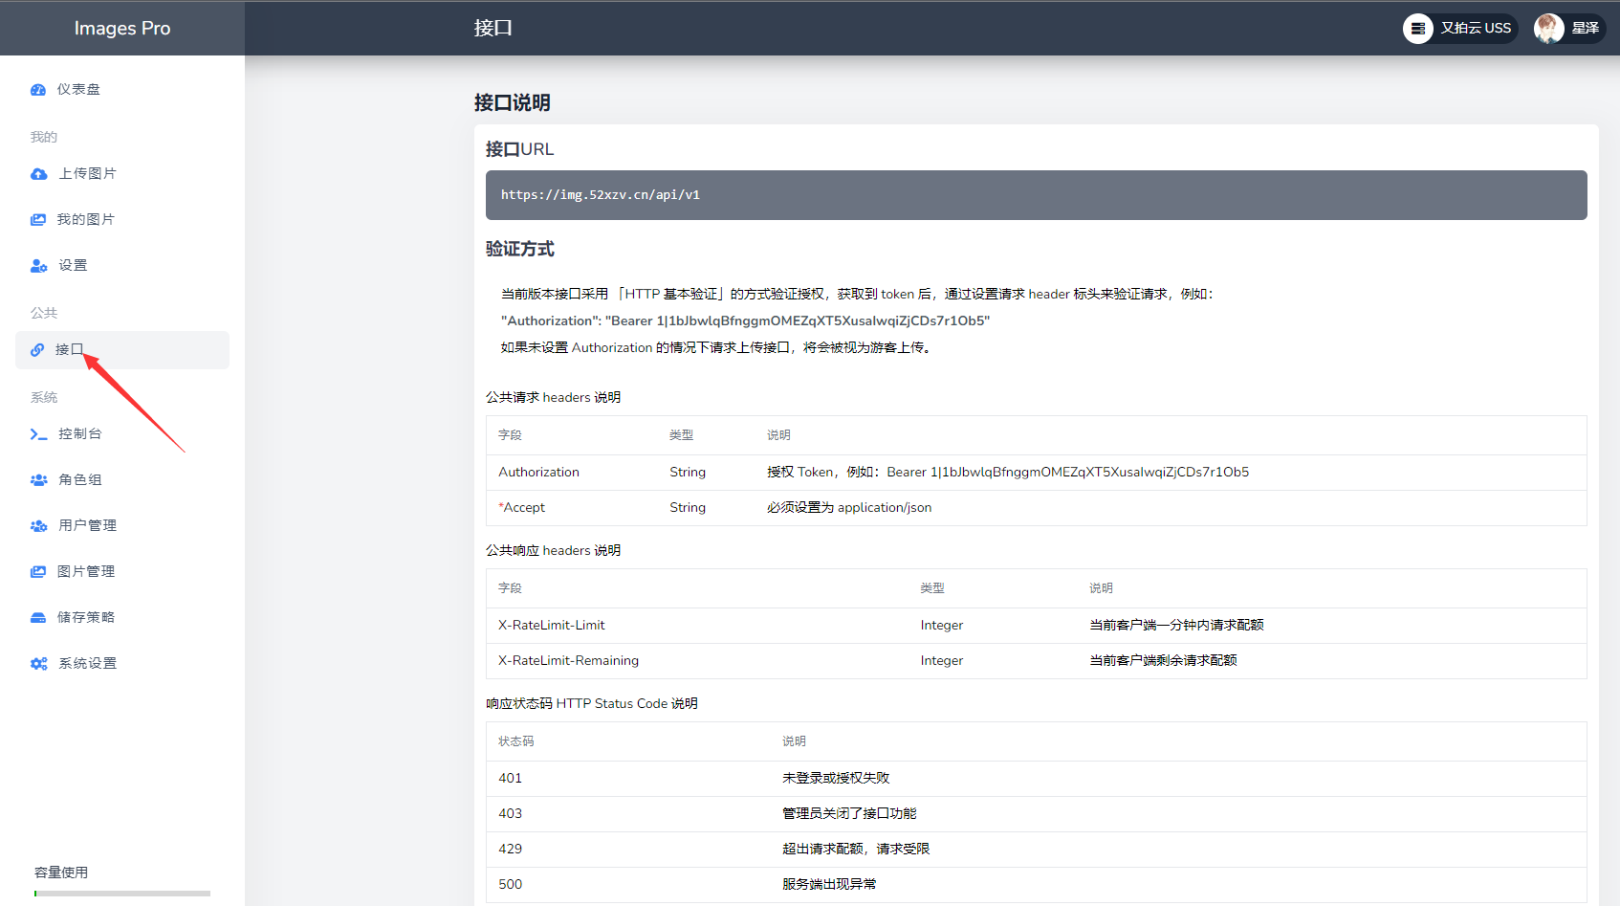 Images Pro
接口
又拍云 USS
星泽
仪表盘
我的
上传图片
我的图片
设置
公共
接口
系统
控制台
角色组
用户管理
图片管理
储存策略
系统设置
容量使用
接口说明
接口URL
https://img.52xzv.cn/api/v1
验证方式
当前版本接口采用 「HTTP 基本验证」的方式验证授权，获取到 token 后，通过设置请求 header 标头来验证请求，例如：
"Authorization": "Bearer 1|1bJbwlqBfnggmOMEZqXT5XusaIwqiZjCDs7r1Ob5"
如果未设置 Authorization 的情况下请求上传接口，将会被视为游客上传。
公共请求 headers 说明
字段 类型 说明
Authorization String 授权 Token，例如：Bearer 1|1bJbwlqBfnggmOMEZqXT5XusaIwqiZjCDs7r1Ob5
*Accept String 必须设置为 application/json
公共响应 headers 说明
字段 类型 说明
X-RateLimit-Limit Integer 当前客户端一分钟内请求配额
X-RateLimit-Remaining Integer 当前客户端剩余请求配额
响应状态码 HTTP Status Code 说明
状态码 说明
401 未登录或授权失败
403 管理员关闭了接口功能
429 超出请求配额，请求受限
500 服务端出现异常